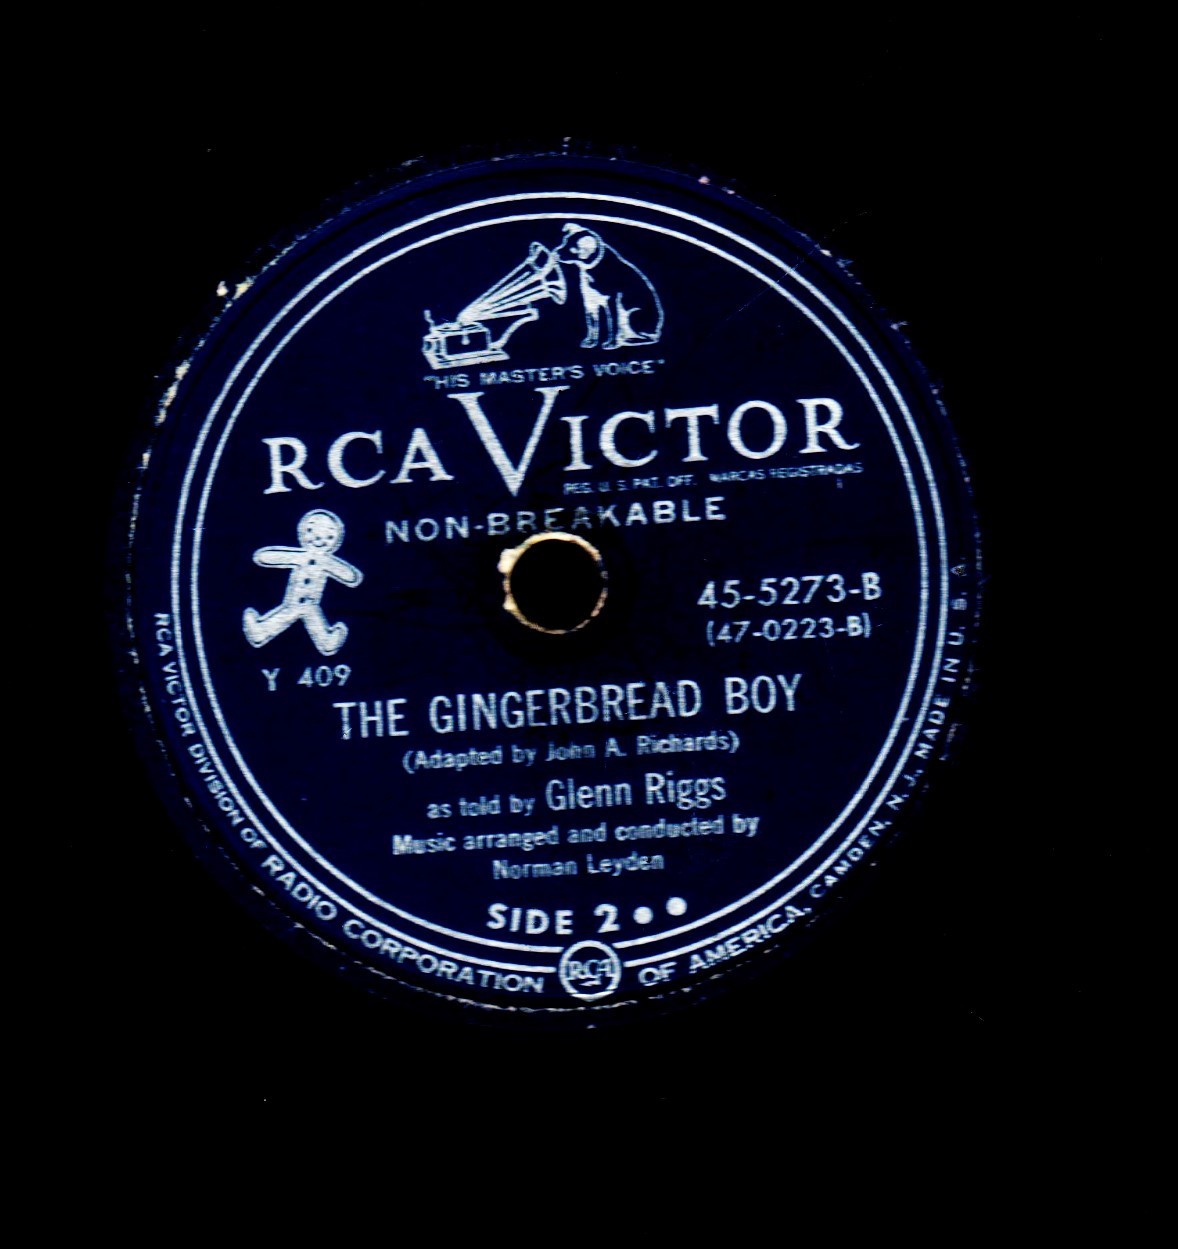 "HIS MASTER'S VOICE"
RCA VICTOR
REG. U. S. PAT. OFF. MARCAS REGISTRADAS
NON-BREAKABLE
45-5273-B
(47-0223-B)
Y 409
THE GINGERBREAD BOY
(Adapted by John A. Richards)
as told by Glenn Riggs
Music arranged and conducted by
Norman Leyden
SIDE 2 ● ●
RCA VICTOR DIVISION OF RADIO CORPORATION OF AMERICA, CAMDEN, N. J., MADE IN U. S. A.
RCA